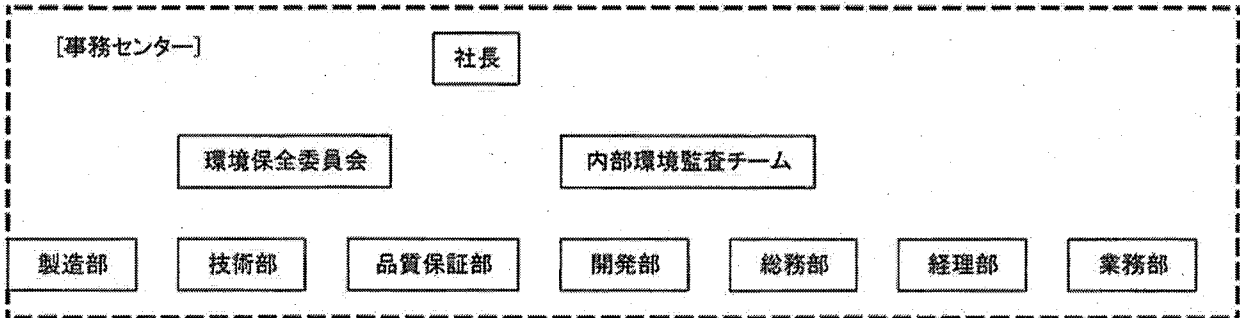 [事務センター]
社長
環境保全委員会 内部環境監査チーム
製造部 技術部 品質保証部 開発部 総務部 経理部 業務部